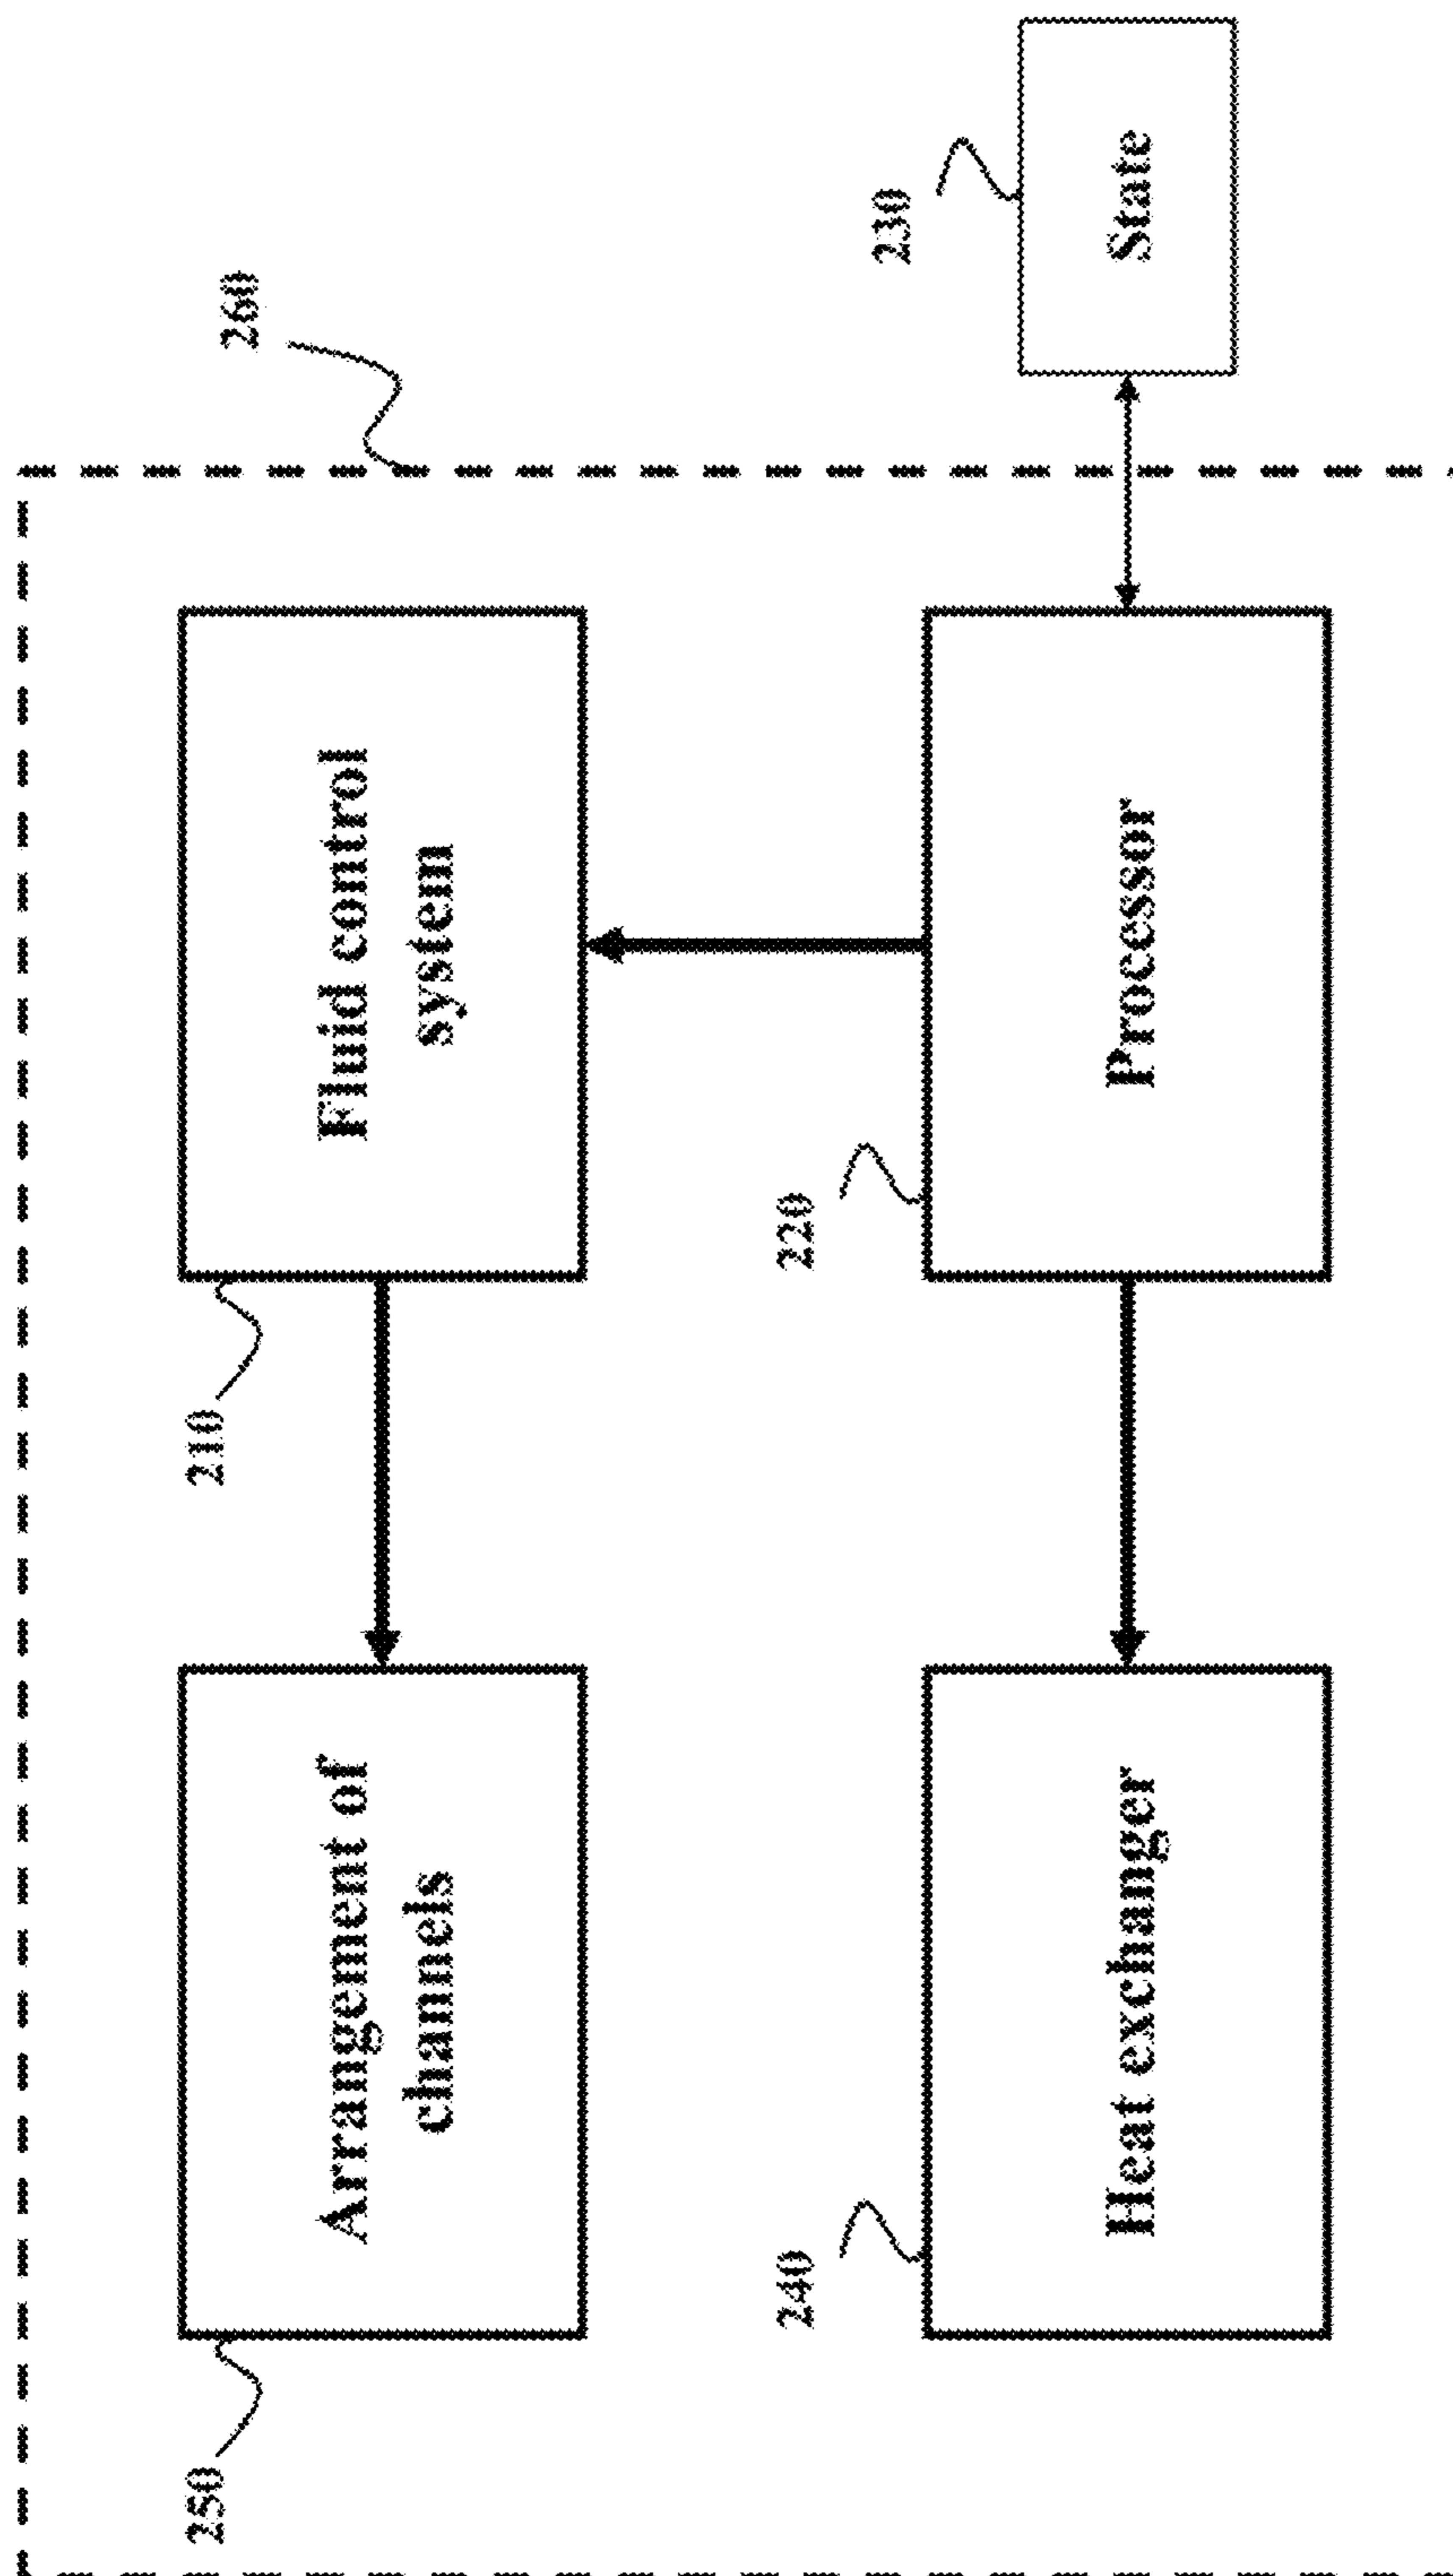 250
210
260
Arrangement of
channels
Fluid control
system
240
220
230
Heat exchanger
Processor
State